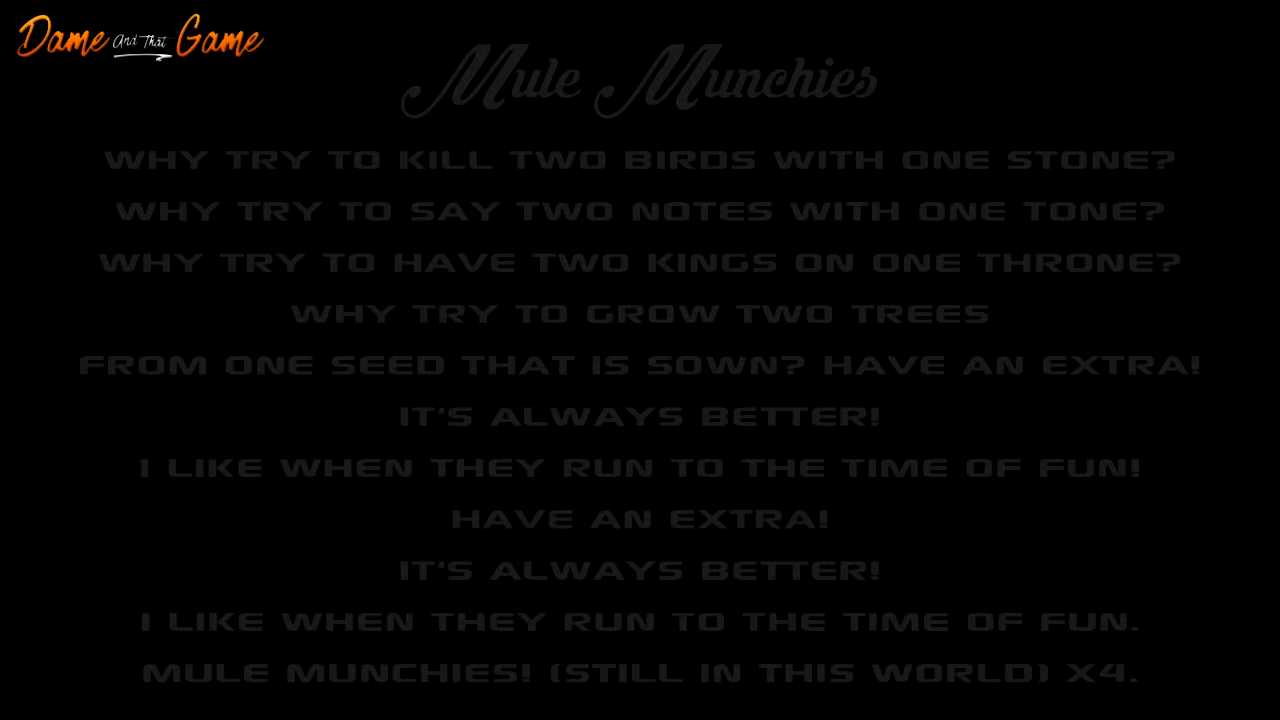 Dame And That Game
Mule Munchies
WHY TRY TO KILL TWO BIRDS WITH ONE STONE?
WHY TRY TO SAY TWO NOTES WITH ONE TONE?
WHY TRY TO HAVE TWO KINGS ON ONE THRONE?
WHY TRY TO GROW TWO TREES
FROM ONE SEED THAT IS SOWN? HAVE AN EXTRA!
IT'S ALWAYS BETTER!
I LIKE WHEN THEY RUN TO THE TIME OF FUN!
HAVE AN EXTRA!
IT'S ALWAYS BETTER!
I LIKE WHEN THEY RUN TO THE TIME OF FUN.
MULE MUNCHIES! (STILL IN THIS WORLD) X4.